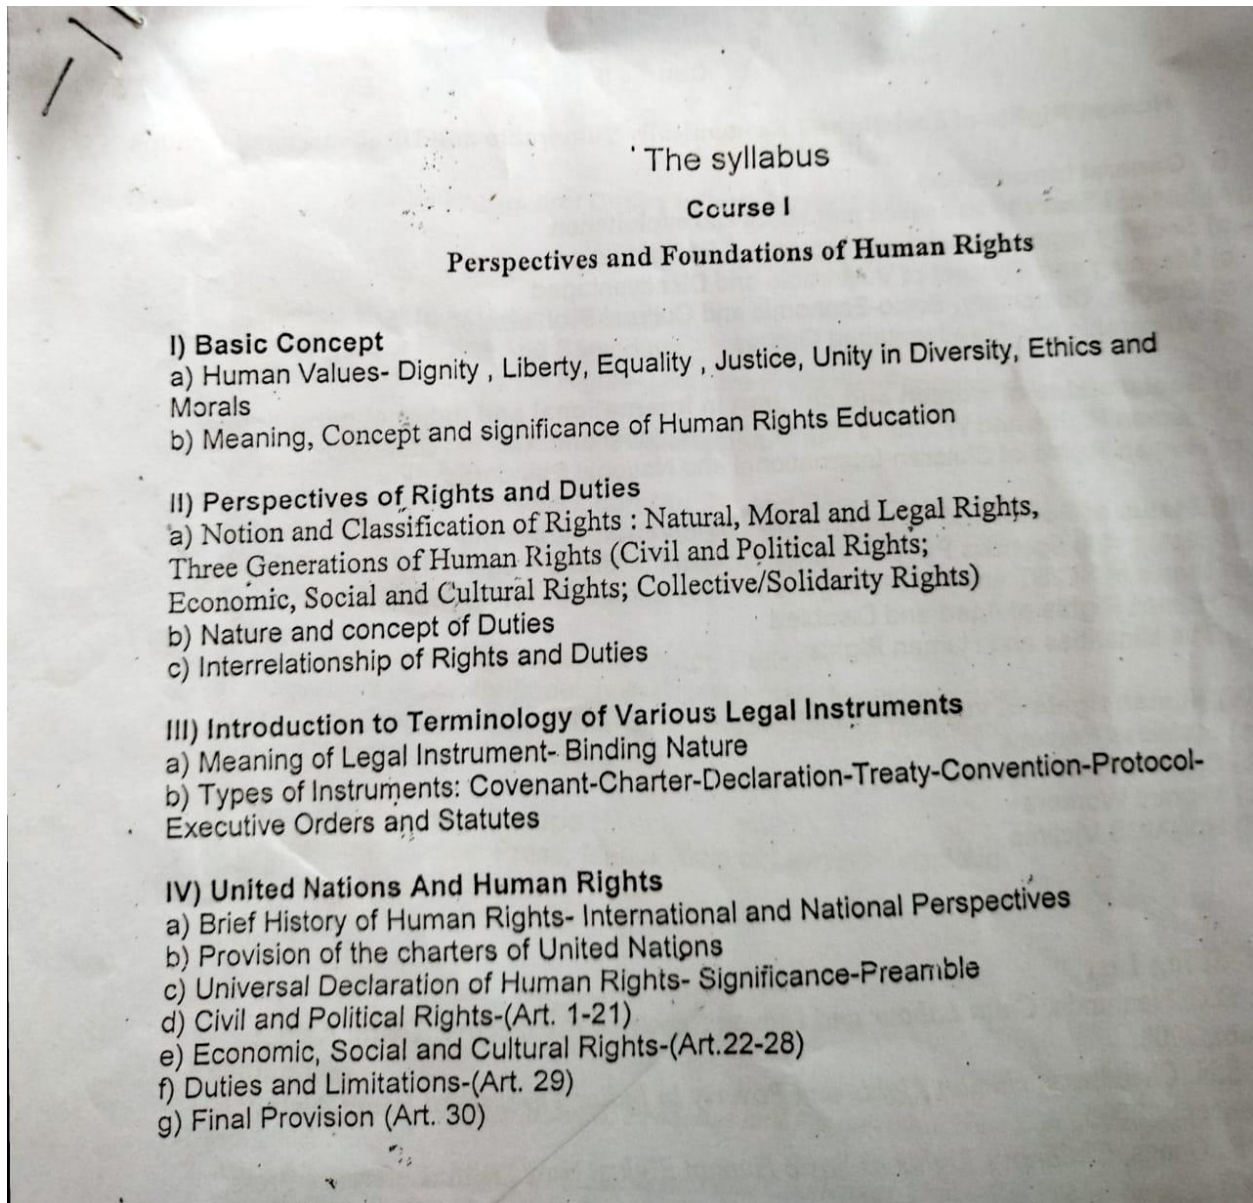 The syllabus
Course I
Perspectives and Foundations of Human Rights
I) Basic Concept
a) Human Values- Dignity , Liberty, Equality , Justice, Unity in Diversity, Ethics and
Morals
b) Meaning, Concept and significance of Human Rights Education
II) Perspectives of Rights and Duties
a) Notion and Classification of Rights : Natural, Moral and Legal Rights,
Three Generations of Human Rights (Civil and Political Rights;
Economic, Social and Cultural Rights; Collective/Solidarity Rights)
b) Nature and concept of Duties
c) Interrelationship of Rights and Duties
III) Introduction to Terminology of Various Legal Instruments
a) Meaning of Legal Instrument- Binding Nature
b) Types of Instruments: Covenant-Charter-Declaration-Treaty-Convention-Protocol-
Executive Orders and Statutes
IV) United Nations And Human Rights
a) Brief History of Human Rights- International and National Perspectives
b) Provision of the charters of United Nations
c) Universal Declaration of Human Rights- Significance-Preamble
d) Civil and Political Rights-(Art. 1-21)
e) Economic, Social and Cultural Rights-(Art.22-28)
f) Duties and Limitations-(Art. 29)
g) Final Provision (Art. 30)